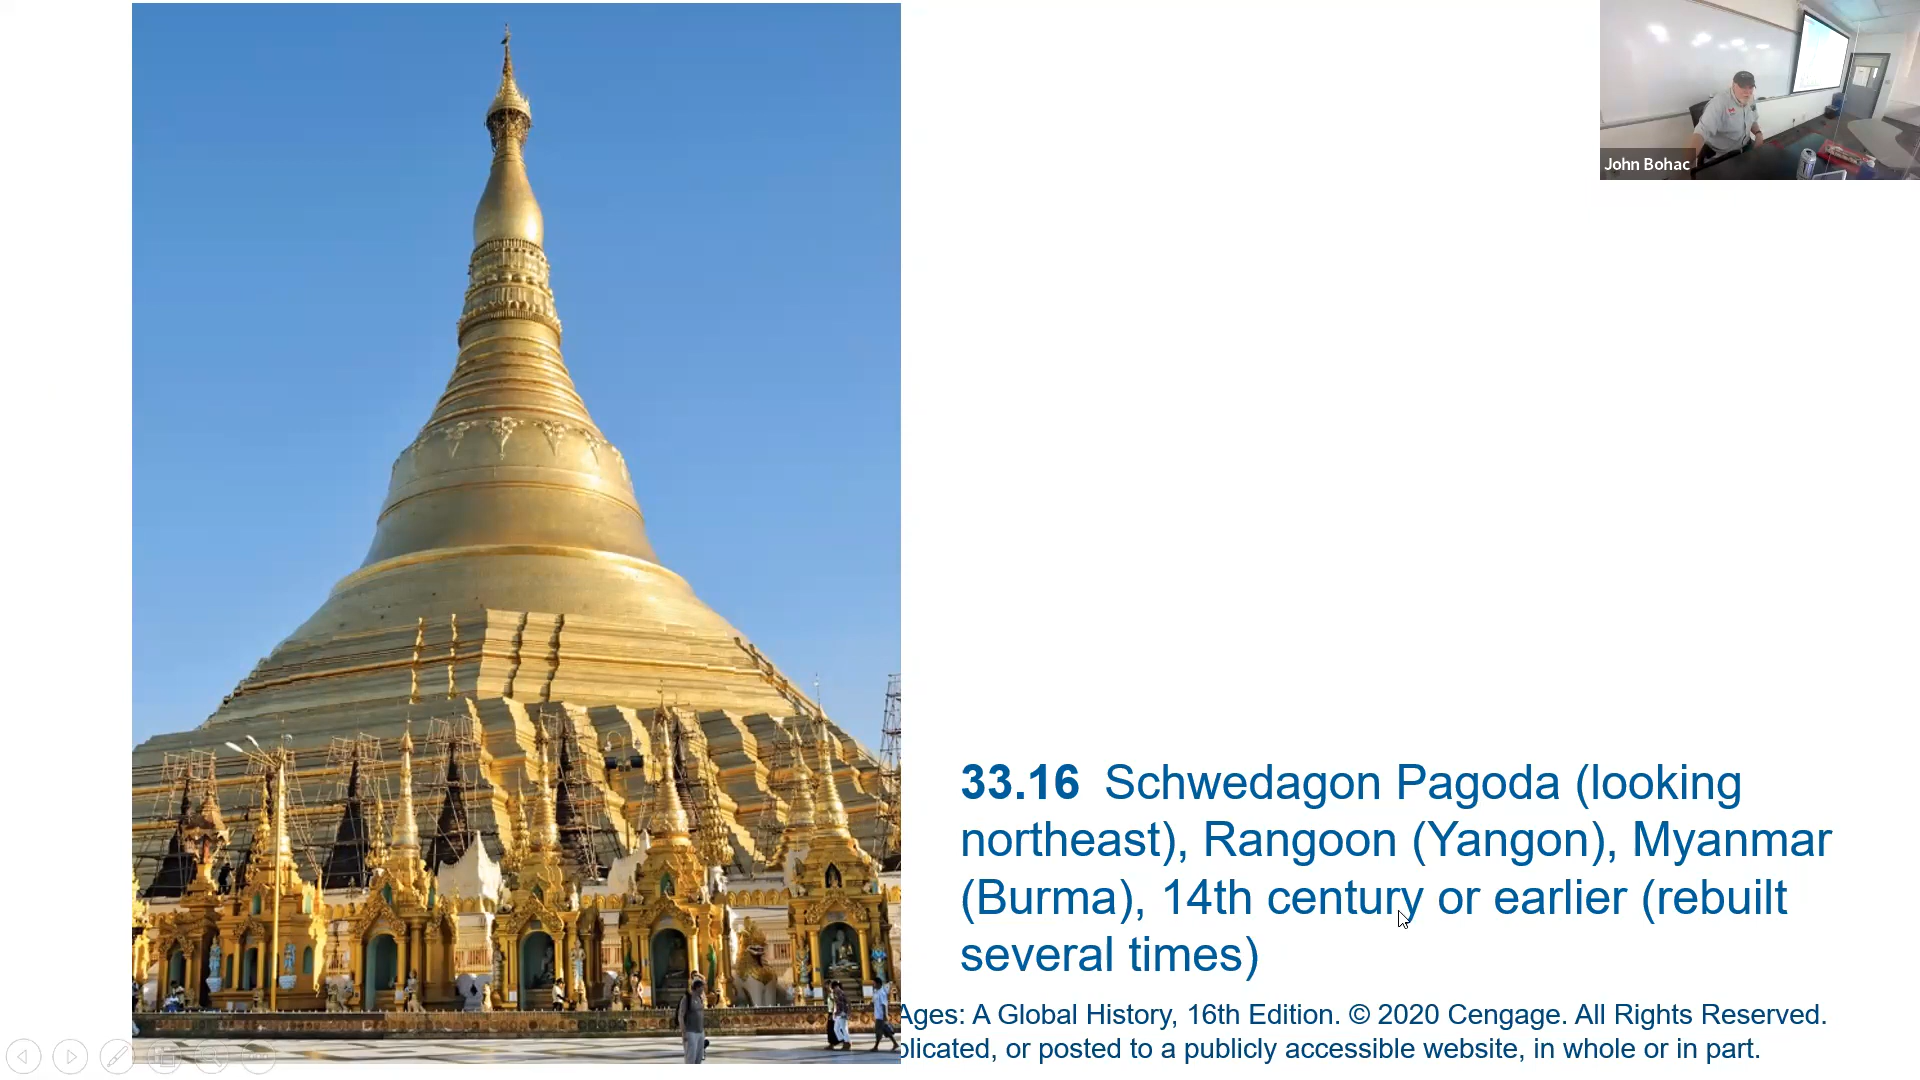 John Bohac
33.16 Schwedagon Pagoda (looking
northeast), Rangoon (Yangon), Myanmar
(Burma), 14th century or earlier (rebuilt
several times)
Ages: A Global History, 16th Edition. © 2020 Cengage. All Rights Reserved.
or posted to a publicly accessible website, in whole or in part.